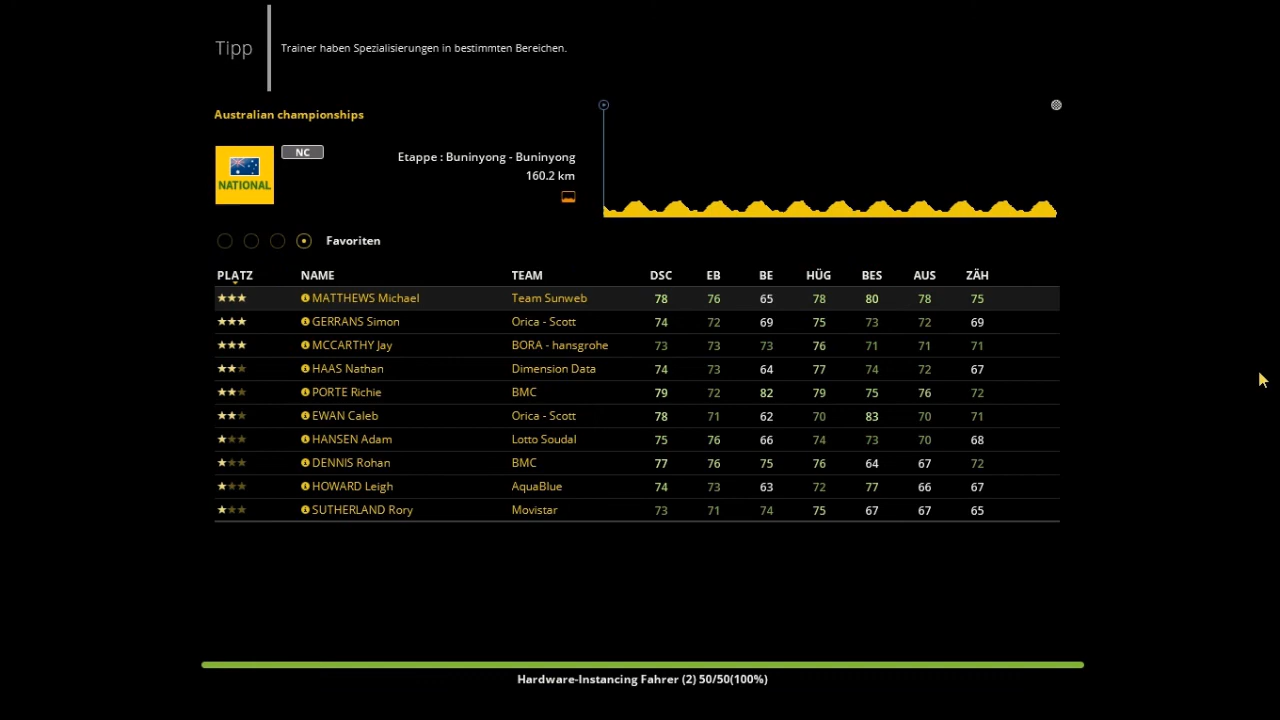 Tipp
Trainer haben Spezialisierungen in bestimmten Bereichen.
Australian championships
NATIONAL
NC
Etappe : Buninyong - Buninyong
160.2 km
Favoriten
PLATZ NAME TEAM DSC EB BE HÜG BES AUS ZÄH
MATTHEWS Michael Team Sunweb 78 76 65 78 80 78 75
GERRANS Simon Orica - Scott 74 72 69 75 73 72 69
MCCARTHY Jay BORA - hansgrohe 73 73 73 76 71 71 71
HAAS Nathan Dimension Data 74 73 64 77 74 72 67
PORTE Richie BMC 79 72 82 79 75 76 72
EWAN Caleb Orica - Scott 78 71 62 70 83 70 71
HANSEN Adam Lotto Soudal 75 76 66 74 73 70 68
DENNIS Rohan BMC 77 76 75 76 64 67 72
HOWARD Leigh AquaBlue 74 73 63 72 77 66 67
SUTHERLAND Rory Movistar 73 71 74 75 67 67 65
Hardware-Instancing Fahrer (2) 50/50(100%)